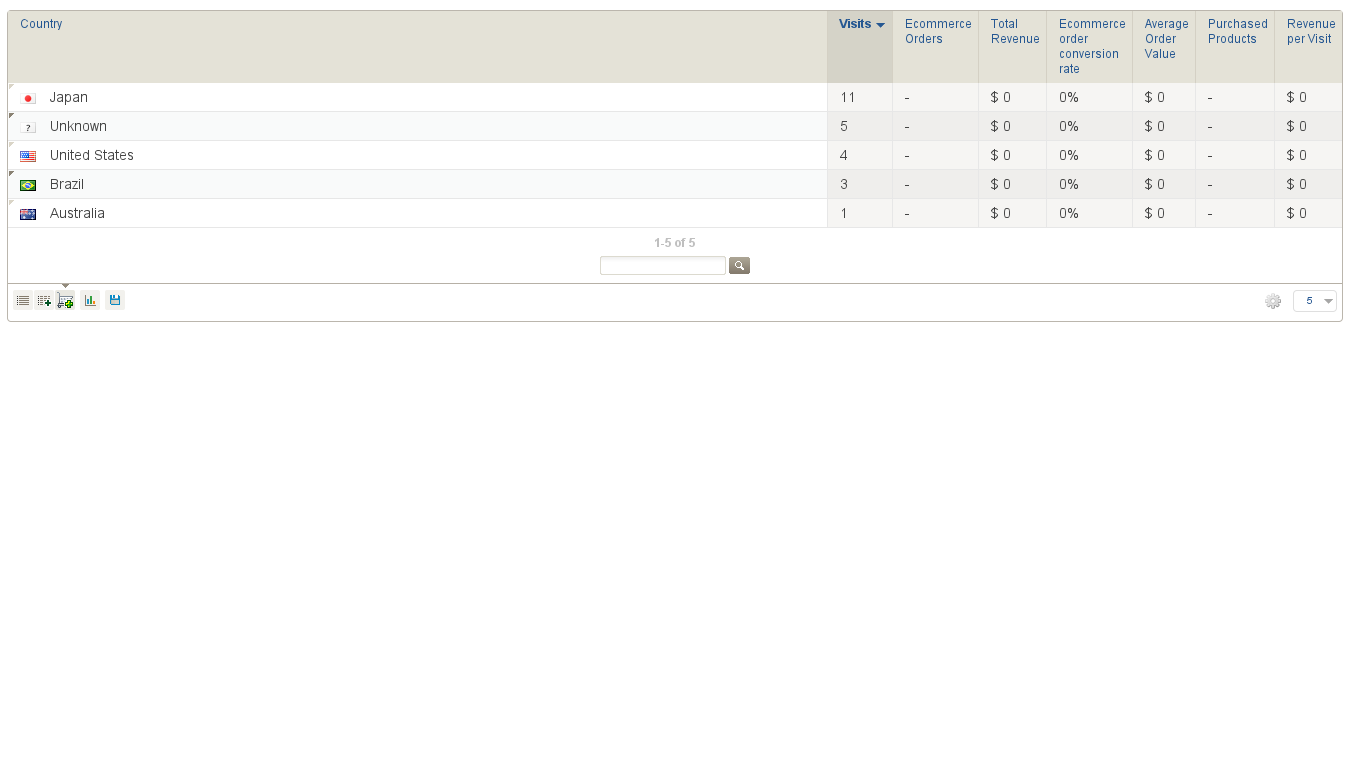 Country Visits Ecommerce Orders Total Revenue Ecommerce order conversion rate Average Order Value Purchased Products Revenue per Visit
Japan 11 - $ 0 0% $ 0 - $ 0
? Unknown 5 - $ 0 0% $ 0 - $ 0
United States 4 - $ 0 0% $ 0 - $ 0
Brazil 3 - $ 0 0% $ 0 - $ 0
Australia 1 - $ 0 0% $ 0 - $ 0
1-5 of 5
5